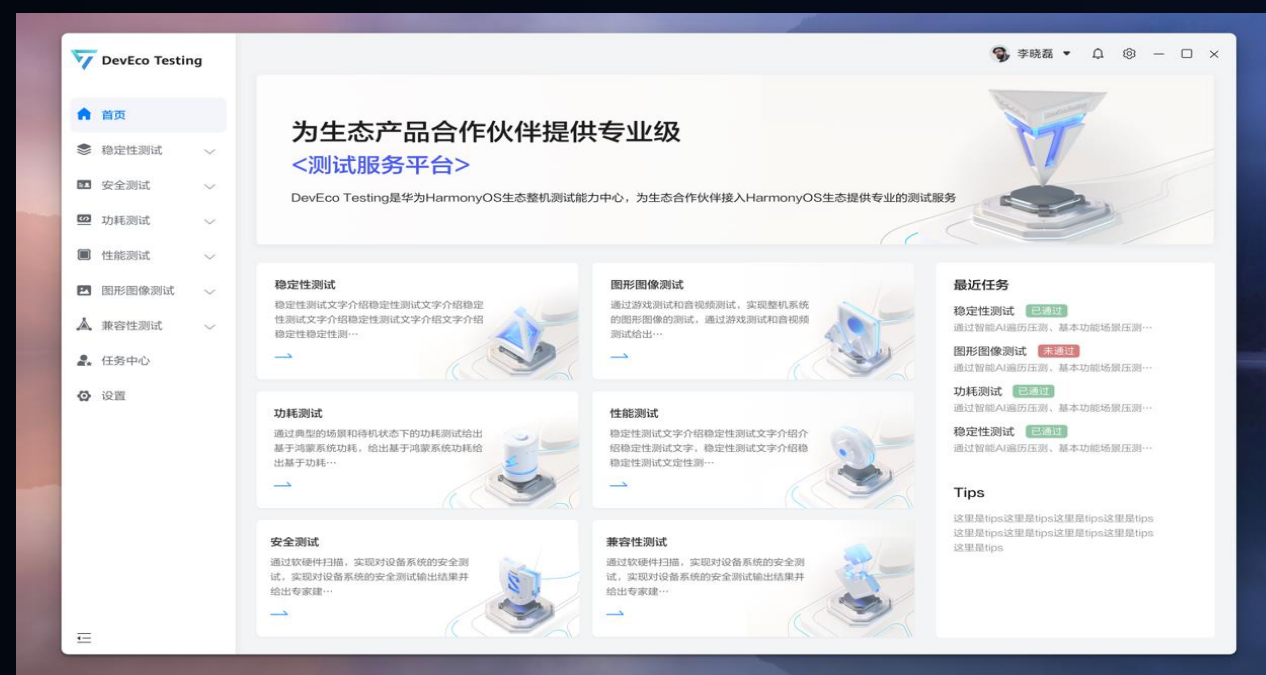 DevEco Testing
李晓磊
首页
稳定性测试
安全测试
功耗测试
性能测试
图形图像测试
兼容性测试
任务中心
设置
为生态产品合作伙伴提供专业级
<测试服务平台>
DevEco Testing是华为HarmonyOS生态整机测试能力中心，为生态合作伙伴接入HarmonyOS生态提供专业的测试服务
稳定性测试
稳定性测试文字介绍稳定性测试文字介绍稳定
性测试文字介绍稳定性测试文字介绍文字介绍
稳定性稳定性测···
图形图像测试
通过游戏测试和音视频测试，实现整机系统
的图形图像的测试，通过游戏测试和音视频
测试给出···
功耗测试
通过典型的场景和待机状态下的功耗测试给出
基于鸿蒙系统功耗，给出基于鸿蒙系统功耗给
出基于功耗···
性能测试
稳定性测试文字介绍稳定性测试文字介绍介
绍稳定性测试文字，稳定性测试文字介绍稳
稳定性测试文定性测···
安全测试
通过软硬件扫描，实现对设备系统的安全测
试，实现对设备系统的安全测试输出结果并
给出专家建···
兼容性测试
通过软硬件扫描，实现对设备系统的安全测
试，实现对设备系统的安全测试输出结果并
给出专家建···
最近任务
稳定性测试 已通过
通过智能AI遍历压测、基本功能场景压测···
图形图像测试 未通过
通过智能AI遍历压测、基本功能场景压测···
功耗测试 已通过
通过智能AI遍历压测、基本功能场景压测···
稳定性测试 已通过
通过智能AI遍历压测、基本功能场景压测···
Tips
这里是tips这里是tips这里是tips这里是tips
这里是tips这里是tips这里是tips这里是tips
这里是tips